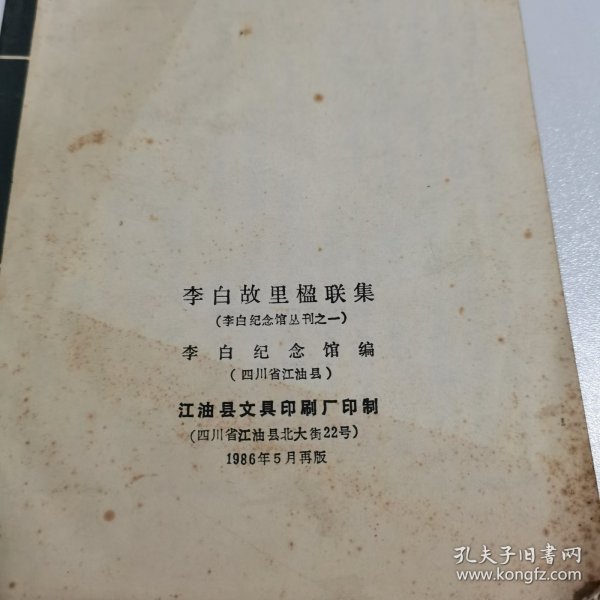 李白故里楹联集
(李白纪念馆丛刊之一)
李白纪念馆编
(四川省江油县)
江油县文具印刷厂印制
(四川省江油县北大街22号)
1986年5月再版
孔夫子旧书网
www.kongfz.com